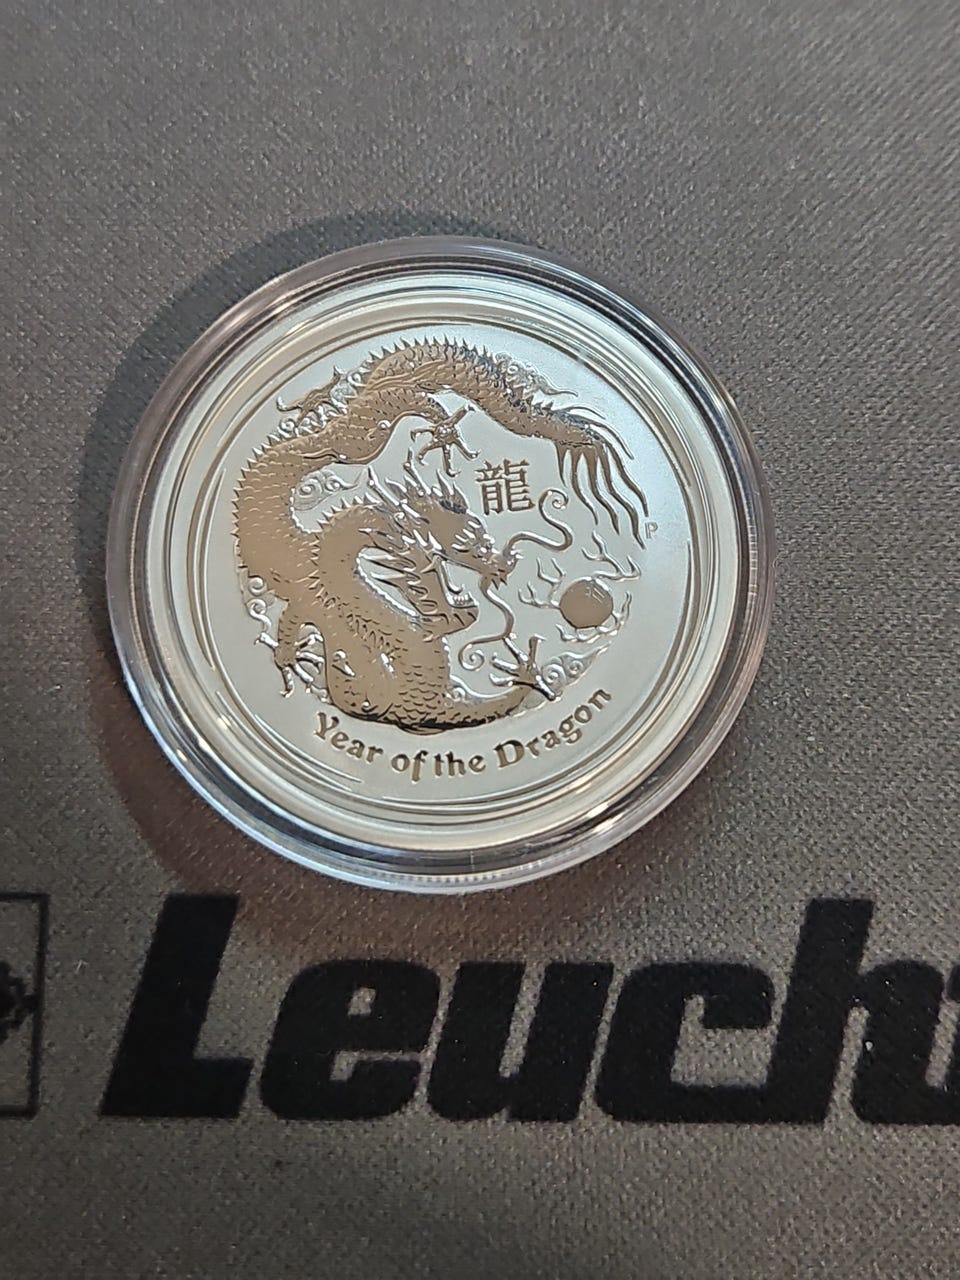 龍
P
Year of the Dragon
Leucht